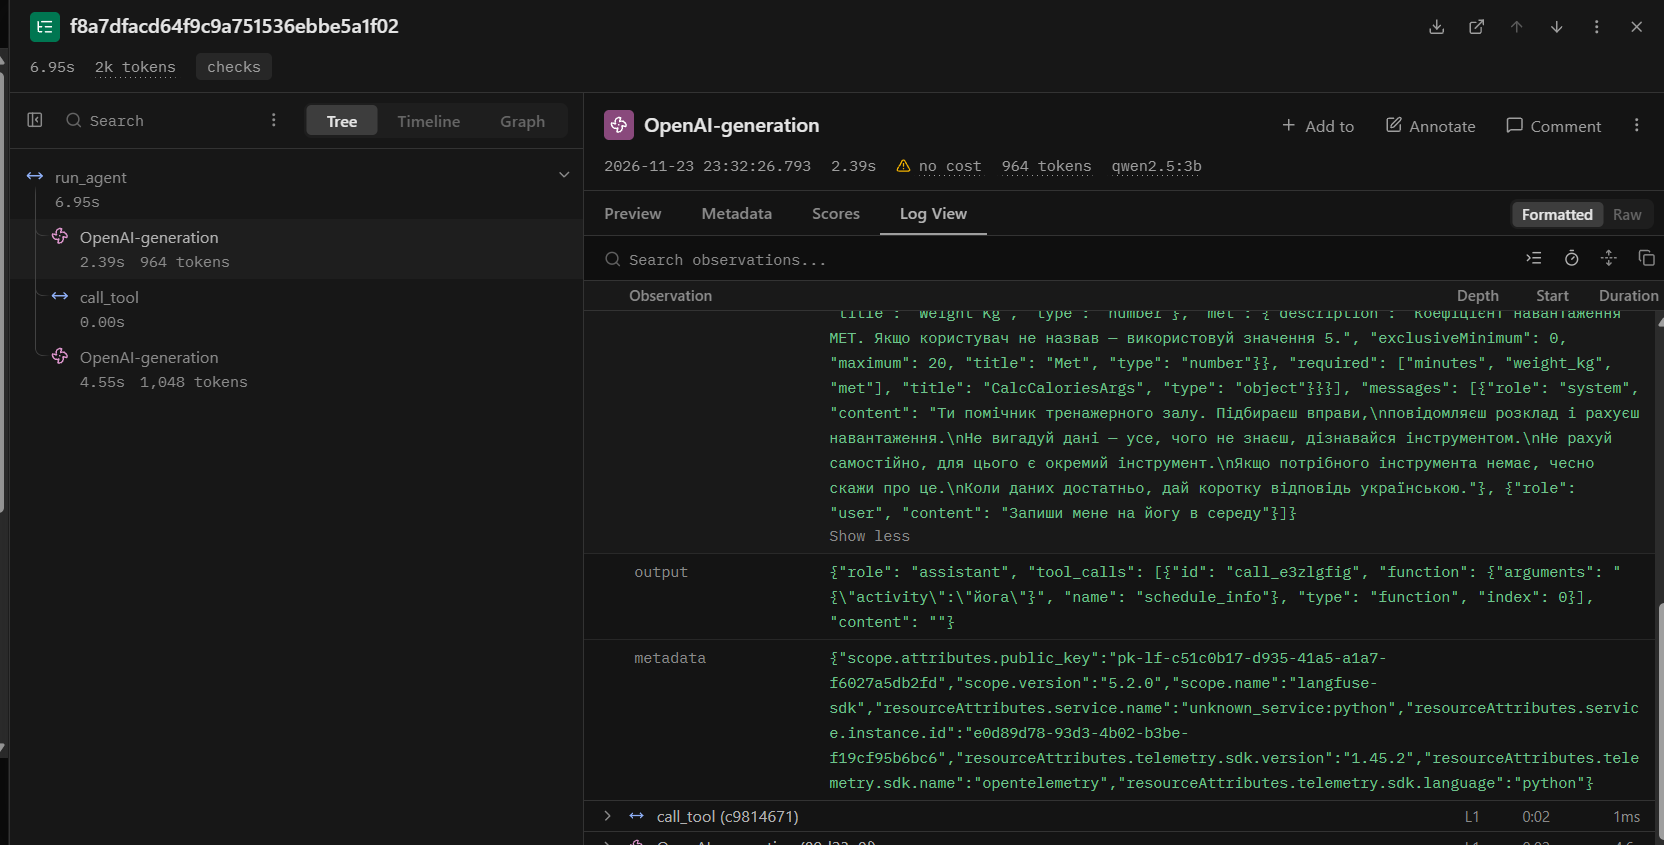 f8a7dfacd64f9c9a751536ebbe5a1f02
6.95s 2k tokens checks
Search
Tree Timeline Graph
run_agent
6.95s
OpenAI-generation
2.39s 964 tokens
call_tool
0.00s
OpenAI-generation
4.55s 1,048 tokens
OpenAI-generation
Add to Annotate Comment
2026-11-23 23:32:26.793 2.39s no cost 964 tokens qwen2.5:3b
Preview Metadata Scores Log View
Formatted Raw
Search observations...
Observation Depth Start Duration
"title": "Weight Kg", "type": "number"}, "met": {"description": "Коефіцієнт навантаження
MET. Якщо користувач не назвав — використовуй значення 5.", "exclusiveMinimum": 0,
"maximum": 20, "title": "Met", "type": "number"}}, "required": ["minutes", "weight_kg",
"met"], "title": "CalcCaloriesArgs", "type": "object"}}}], "messages": [{"role": "system",
"content": "Ти помічник тренажерного залу. Підбираєш вправи,\nповідомляєш розклад і рахуєш
навантаження.\nНе вигадуй дані — усе, чого не знаєш, дізнавайся інструментом.\nНе рахуй
самостійно, для цього є окремий інструмент.\nЯкщо потрібного інструмента немає, чесно
скажи про це.\nКоли даних достатньо, дай коротку відповідь українською."}, {"role":
"user", "content": "Запиши мене на йогу в середу"}]}
Show less
output
{"role": "assistant", "tool_calls": [{"id": "call_e3zlgfig", "function": {"arguments": "
{\"activity\":\"йога\"}", "name": "schedule_info"}, "type": "function", "index": 0}],
"content": ""}
metadata
{"scope.attributes.public_key":"pk-lf-c51c0b17-d935-41a5-a1a7-
f6027a5db2fd","scope.version":"5.2.0","scope.name":"langfuse-
sdk","resourceAttributes.service.name":"unknown_service:python","resourceAttributes.servic
e.instance.id":"e0d89d78-93d3-4b02-b3be-
f19cf95b6bc6","resourceAttributes.telemetry.sdk.version":"1.45.2","resourceAttributes.tele
metry.sdk.name":"opentelemetry","resourceAttributes.telemetry.sdk.language":"python"}
call_tool (c9814671) L1 0:02 1ms